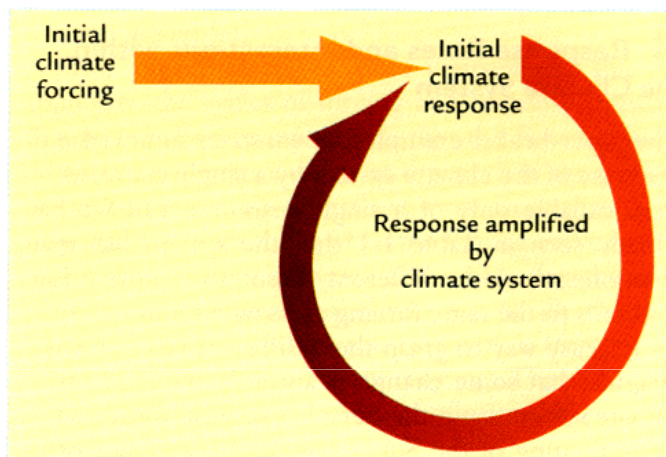 Initial
climate
forcing
Initial
climate
response
Response amplified
by
climate system